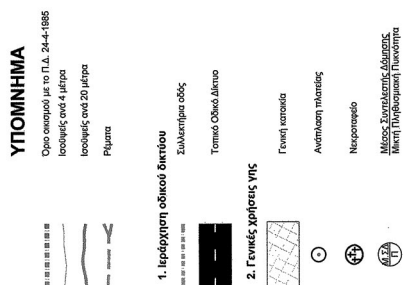 ΥΠΟΜΝΗΜΑ
Όριο οικισμού με το Π.Δ. 24-4-1985
Ισοϋψείς ανά 4 μέτρα
Ισοϋψείς ανά 20 μέτρα
Ρέματα
1. Ιεράρχηση οδικού δικτύου
Συλλεκτήρια οδός
Τοπικό Οδικό Δίκτυο
2. Γενικές χρήσεις γης
Γενική κατοικία
Ανάπλαση πλατείας
Νεκροταφείο
Μ.ΣΔ
Π
Μέσος Συντελεστής Δόμησης
Μικτή Πληθυσμιακή Πυκνότητα